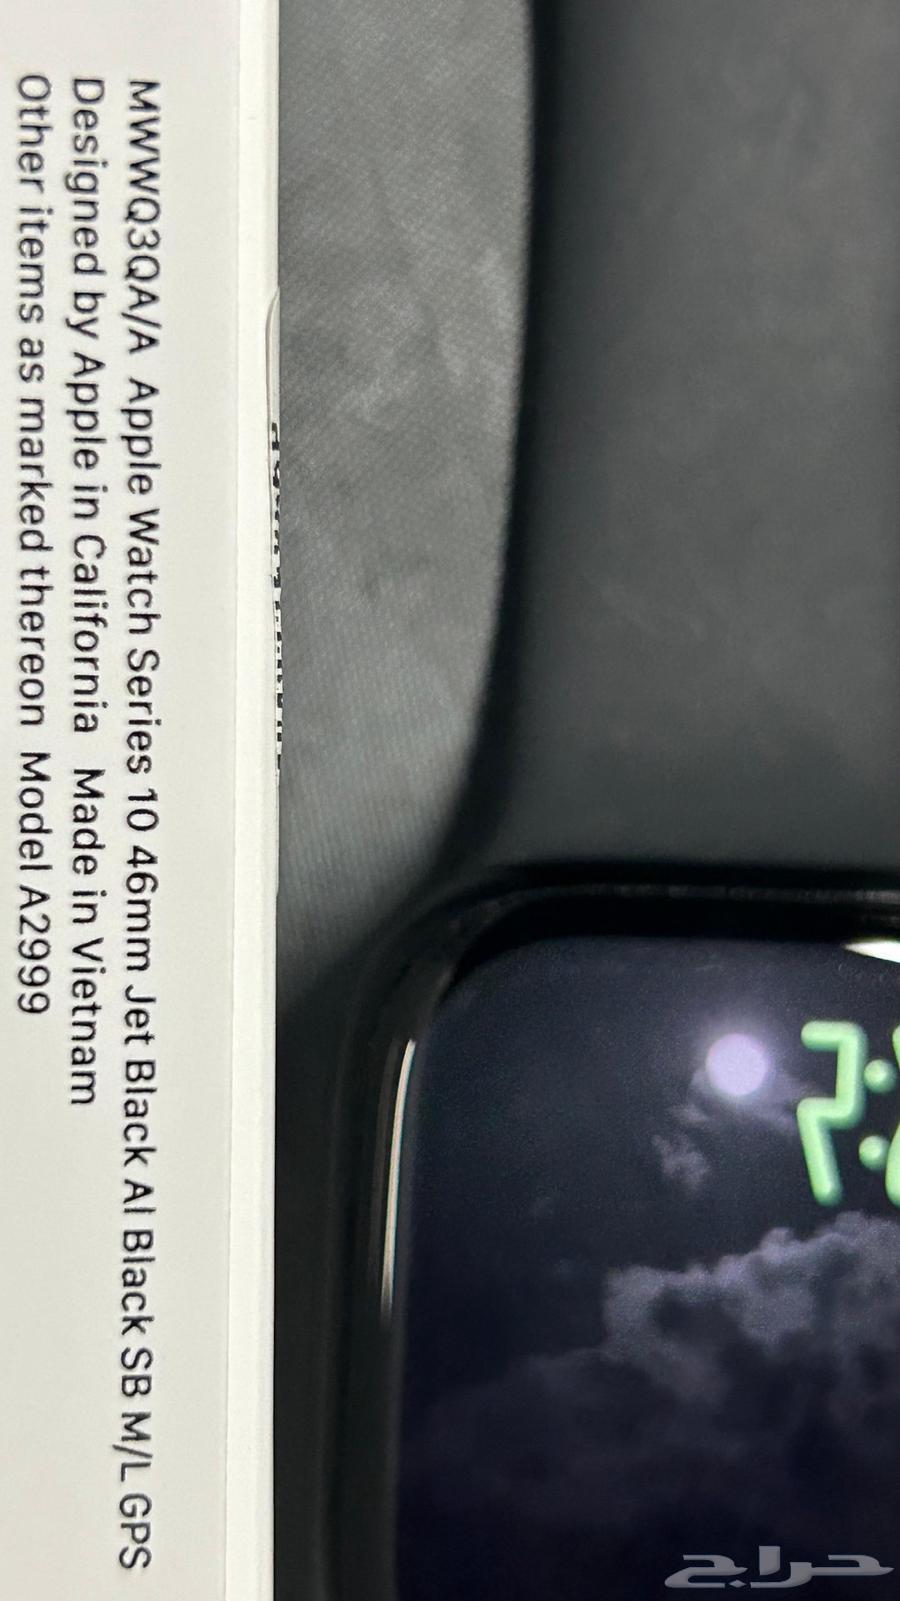 MWWQ3QA/A Apple Watch Series 10 46mm Jet Black Al Black SB M/L GPS
Designed by Apple in California Made in Vietnam
Other items as marked thereon Model A2999
حراج